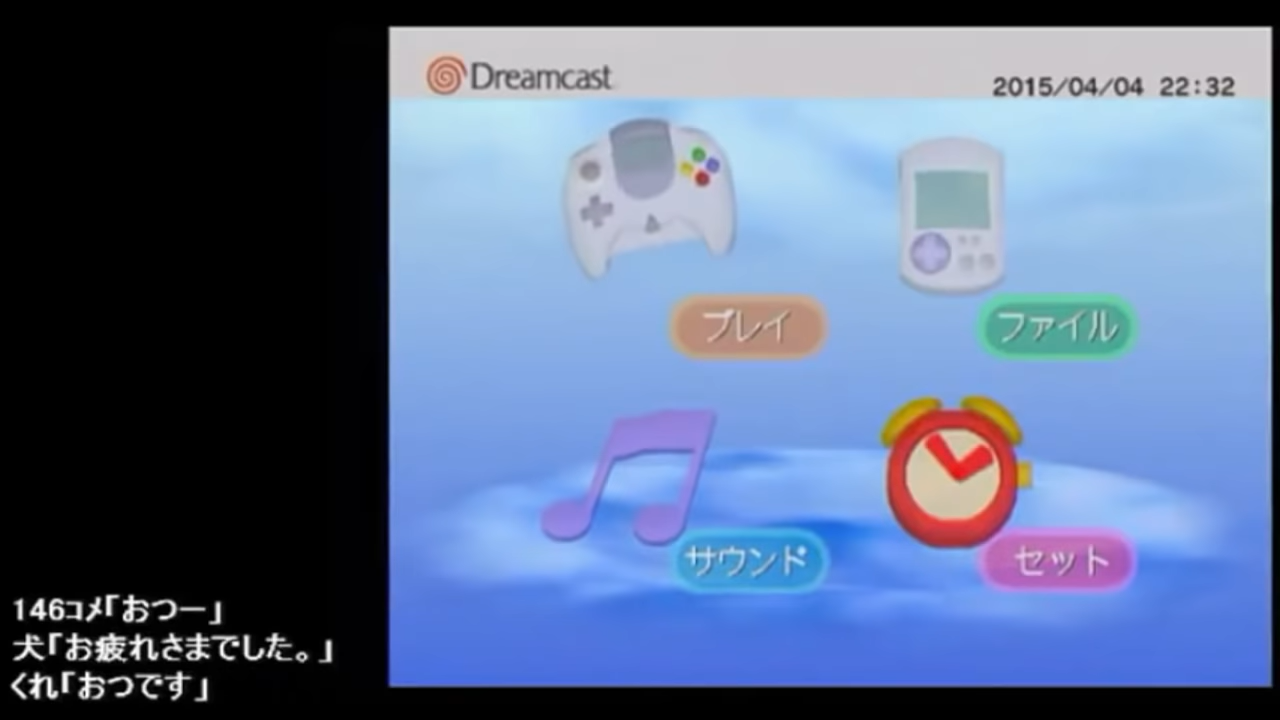 Dreamcast
2015/04/04 22:32
プレイ
ファイル
サウンド
セット
146コメ「おつー」
犬「お疲れさまでした。」
くれ「おつです」